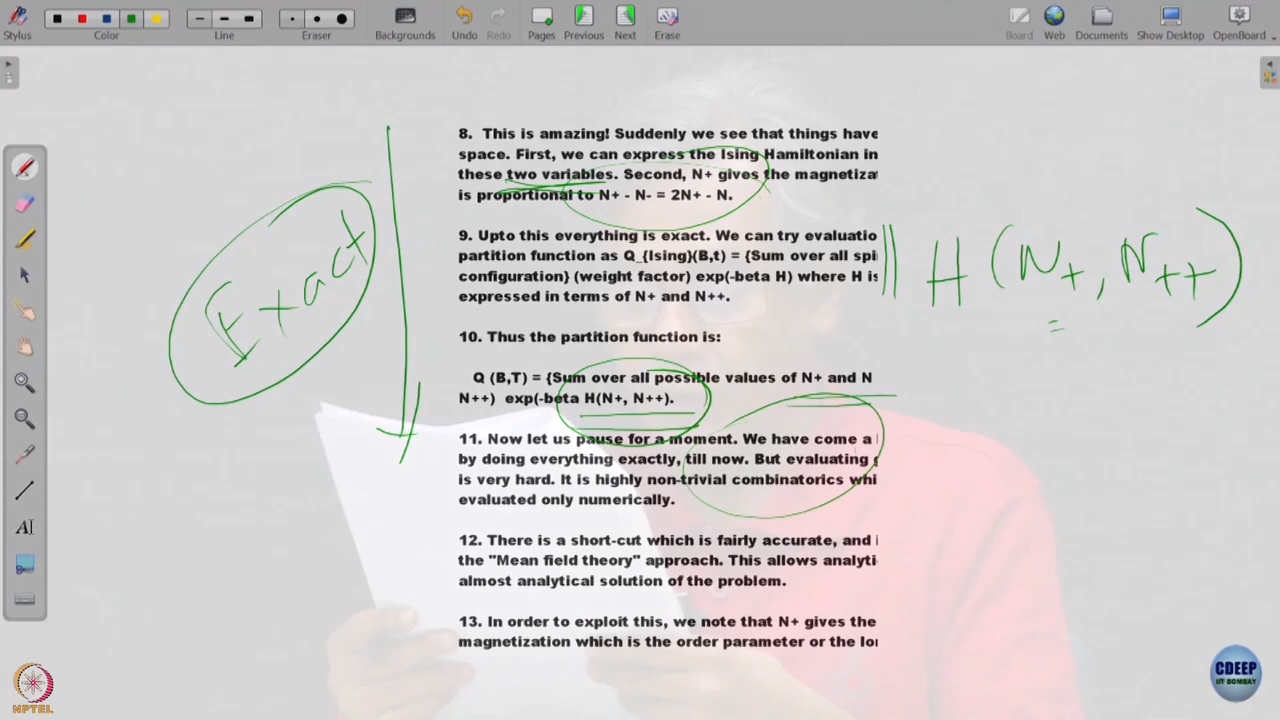 Stylus
Color
Line
Eraser
Backgrounds
Undo
Redo
Pages
Previous
Next
Erase
Board
Web
Documents
Show Desktop
OpenBoard
8. This is amazing! Suddenly we see that things have
space. First, we can express the Ising Hamiltonian in
these two variables. Second, N+ gives the magnetiza
is proportional to N+ - N- = 2N+ - N.
9. Upto this everything is exact. We can try evaluatio
partition function as Q_{Ising}(B,t) = {Sum over all spi
configuration} (weight factor) exp(-beta H) where H is
expressed in terms of N+ and N++.
10. Thus the partition function is:
Q (B,T) = {Sum over all possible values of N+ and N
N++) exp(-beta H(N+, N++).
11. Now let us pause for a moment. We have come a
by doing everything exactly, till now. But evaluating
is very hard. It is highly non-trivial combinatorics whi
evaluated only numerically.
12. There is a short-cut which is fairly accurate, and i
the "Mean field theory" approach. This allows analyti
almost analytical solution of the problem.
13. In order to exploit this, we note that N+ gives the
magnetization which is the order parameter or the lon
Exact
H (N+, N++)
AI
NPTEL
CDEEP
IIT BOMBAY